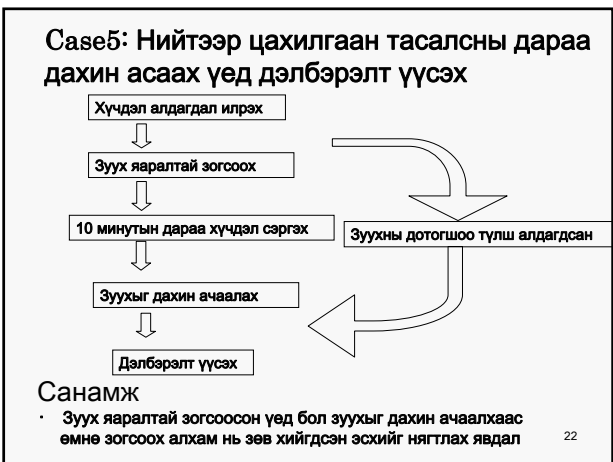 Case5: Нийтээр цахилгаан тасалсны дараа
дахин асаах үед дэлбэрэлт үүсэх
Хүчдэл алдагдал илрэх
Зуух яаралтай зогсоох
10 минутын дараа хүчдэл сэргэх
Зуухны дотогшоо түлш алдагдсан
Зуухыг дахин ачаалах
Дэлбэрэлт үүсэх
Санамж
· Зуух яаралтай зогсоосон үед бол зуухыг дахин ачаалхаас
өмнө зогсоох алхам нь зөв хийгдсэн эсхийг нягтлах явдал
22